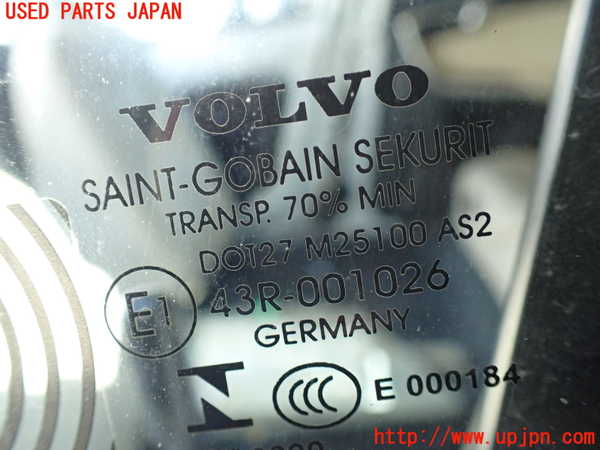 USED PARTS JAPAN
VOLVO
SAINT-GOBAIN SEKURIT
TRANSP. 70% MIN
DOT27 M25100 AS2
E1 43R-001026
GERMANY
CCC E 000184
http://www.upjpn.com